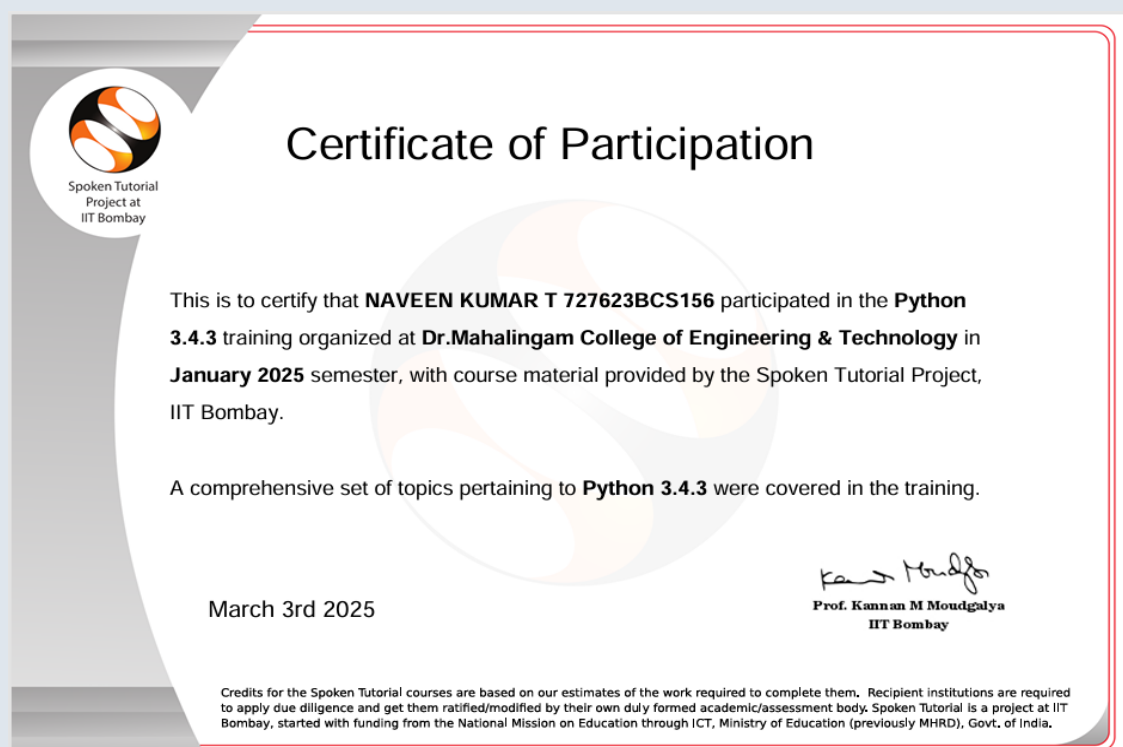 Spoken Tutorial
Project at
IIT Bombay
Certificate of Participation
This is to certify that NAVEEN KUMAR T 727623BCS156 participated in the Python
3.4.3 training organized at Dr.Mahalingam College of Engineering & Technology in
January 2025 semester, with course material provided by the Spoken Tutorial Project,
IIT Bombay.
A comprehensive set of topics pertaining to Python 3.4.3 were covered in the training.
March 3rd 2025
Prof. Kannan M Moudgalya
IIT Bombay
Credits for the Spoken Tutorial courses are based on our estimates of the work required to complete them. Recipient institutions are required
to apply due diligence and get them ratified/modified by their own duly formed academic/assessment body. Spoken Tutorial is a project at IIT
Bombay, started with funding from the National Mission on Education through ICT, Ministry of Education (previously MHRD), Govt. of India.